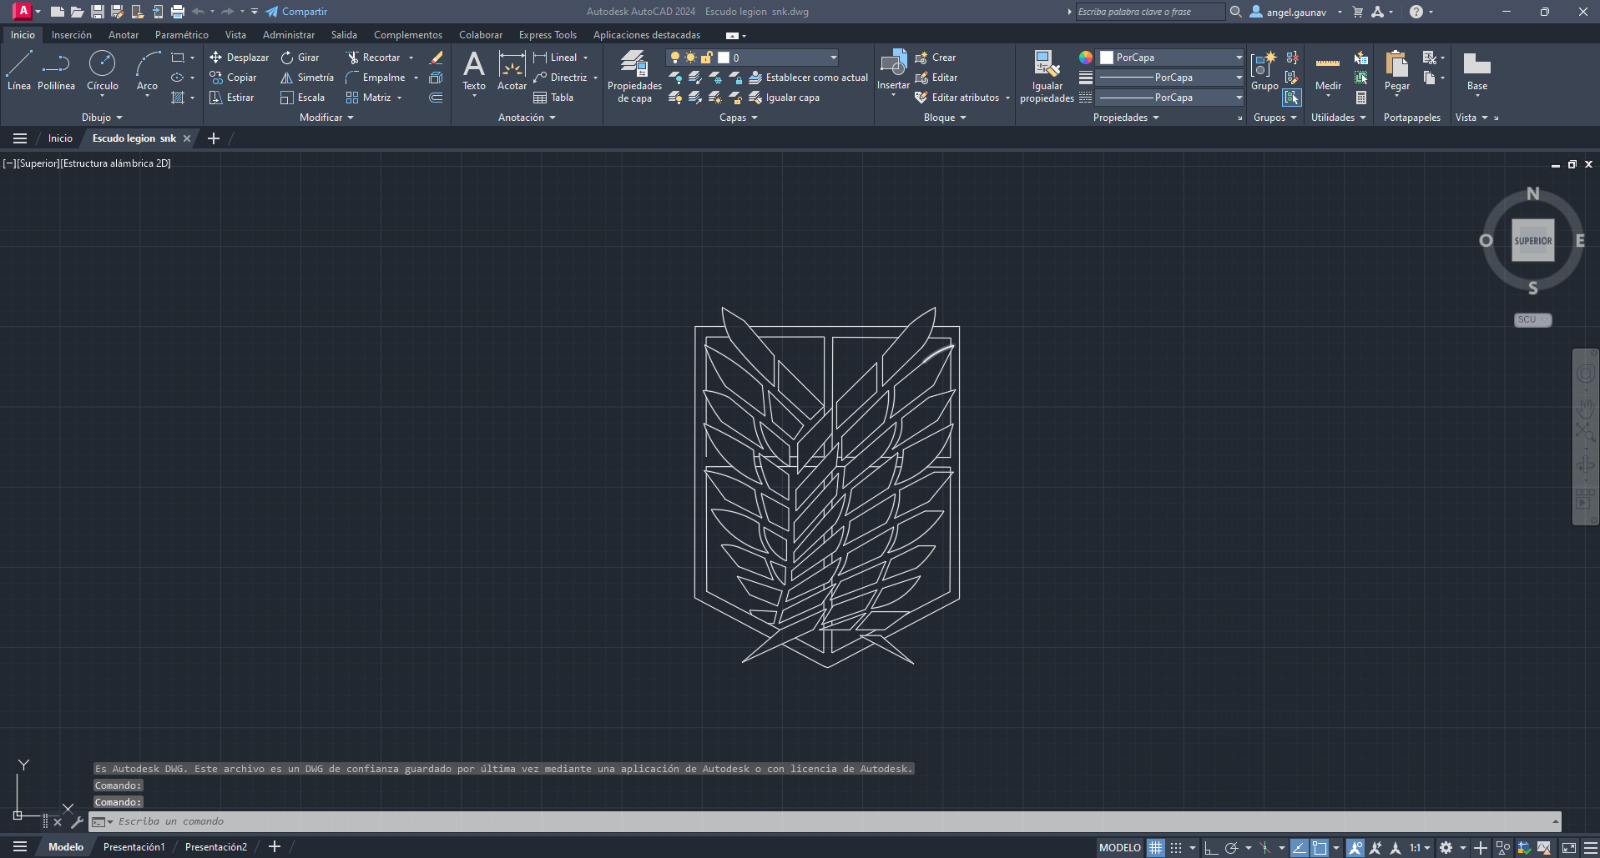 A Compartir Autodesk AutoCAD 2024 Escudo legion snk.dwg Escriba palabra clave o frase angel.gaunav
Inicio Inserción Anotar Paramétrico Vista Administrar Salida Complementos Colaborar Express Tools Aplicaciones destacadas
Línea Polilínea Círculo Arco
Desplazar Girar Recortar
Copiar Simetría Empalme
Estirar Escala Matriz
Texto Acotar
Lineal
Directriz
Tabla
Propiedades de capa
0
Establecer como actual
Igualar capa
Insertar
Crear
Editar
Editar atributos
Igualar propiedades
PorCapa
PorCapa
PorCapa
Grupo
Medir
Pegar
Base
Dibujo Modificar Anotación Capas Bloque Propiedades Grupos Utilidades Portapapeles Vista
Inicio Escudo legion snk
[−][Superior][Estructura alámbrica 2D]
N
O SUPERIOR E
S
SCU
Y
X
Es Autodesk DWG. Este archivo es un DWG de confianza guardado por última vez mediante una aplicación de Autodesk o con licencia de Autodesk.
Comando:
Comando:
Escriba un comando
Modelo Presentación1 Presentación2 MODELO 1:1